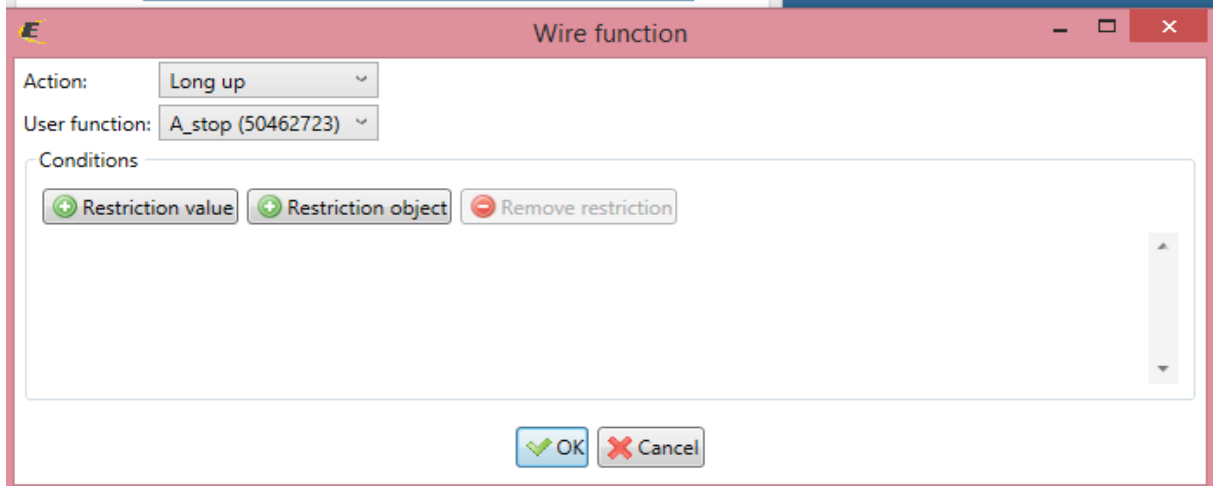 Wire function
Action: Long up
User function: A_stop (50462723)
Conditions
Restriction value Restriction object Remove restriction
OK Cancel